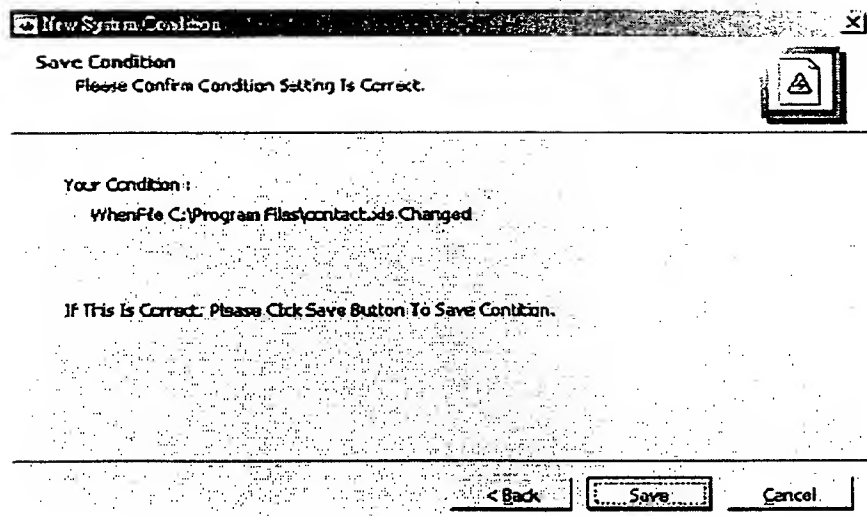 New System Condition
Save Condition
Please Confirm Condition Setting Is Correct.
Your Condition :
WhenFile C:\Program Files\contact.xls Changed
If This Is Correct, Please Click Save Button To Save Condition.
< Back
Save
Cancel